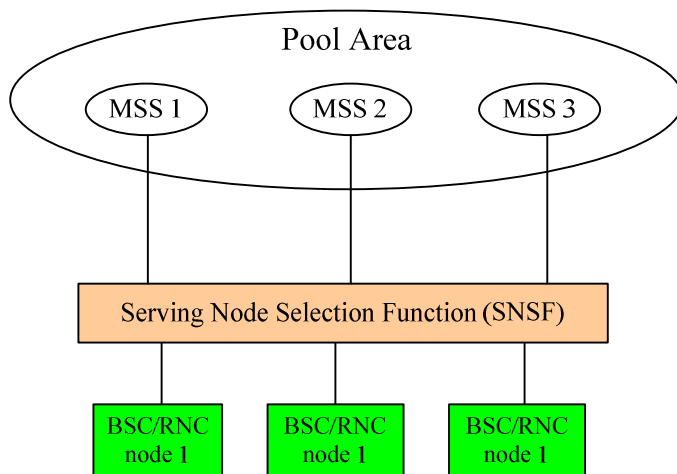 Pool Area
MSS 1
MSS 2
MSS 3
Serving Node Selection Function (SNSF)
BSC/RNC
node 1
BSC/RNC
node 1
BSC/RNC
node 1